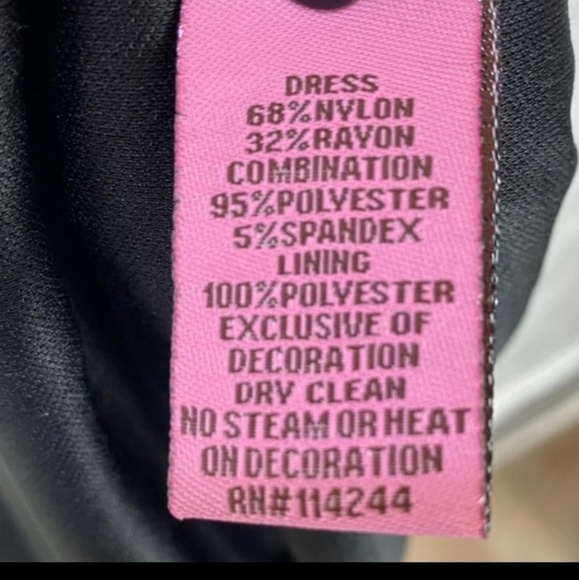 DRESS
68%NYLON
32%RAYON
COMBINATION
95%POLYESTER
5%SPANDEX
LINING
100%POLYESTER
EXCLUSIVE OF
DECORATION
DRY CLEAN
NO STEAM OR HEAT
ON DECORATION
RN#114244